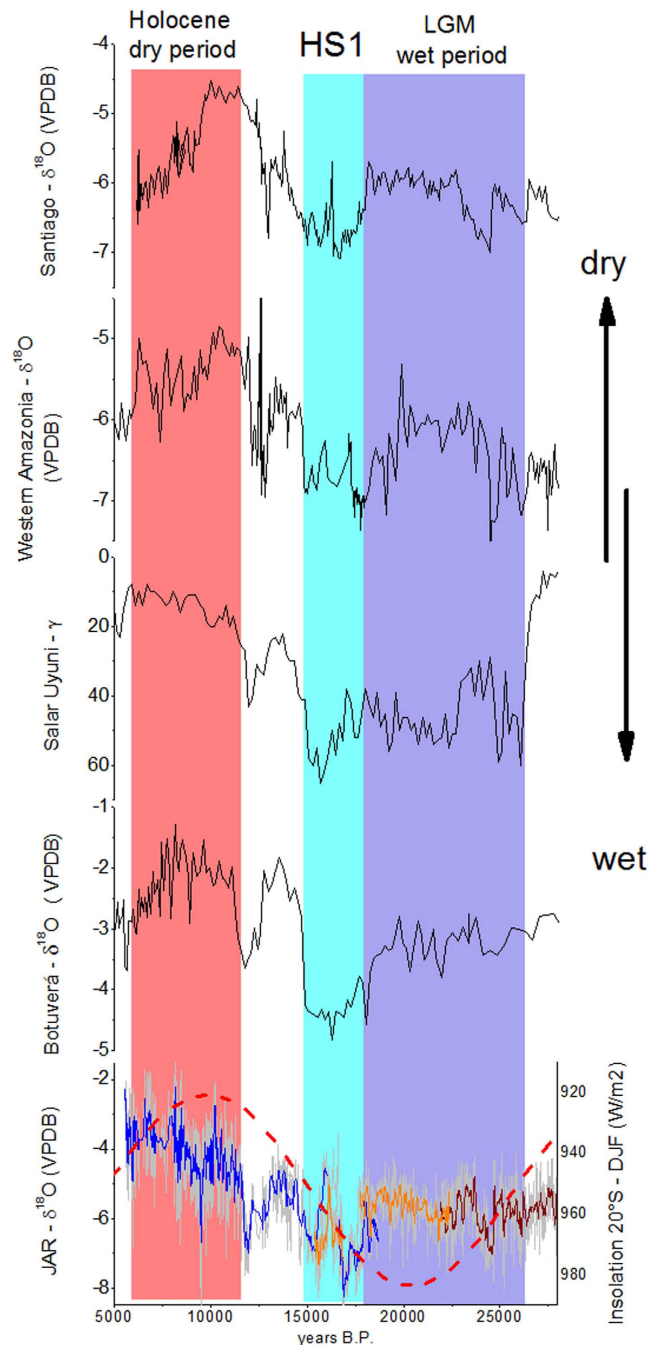 Holocene
dry period
HS1
LGM
wet period
-4
-5
-6
-7
Santiago - δ18O (VPDB)
dry
-5
-6
-7
Western Amazonia - δ18O
(VPDB)
0
20
40
60
Salar Uyuni - γ
wet
-1
-2
-3
-4
-5
Botuverá - δ18O ( VPDB)
-2
-4
-6
-8
JAR - δ18O (VPDB)
920
940
960
980
Insolation 20°S - DJF (W/m2)
5000 10000 15000 20000 25000
years B.P.